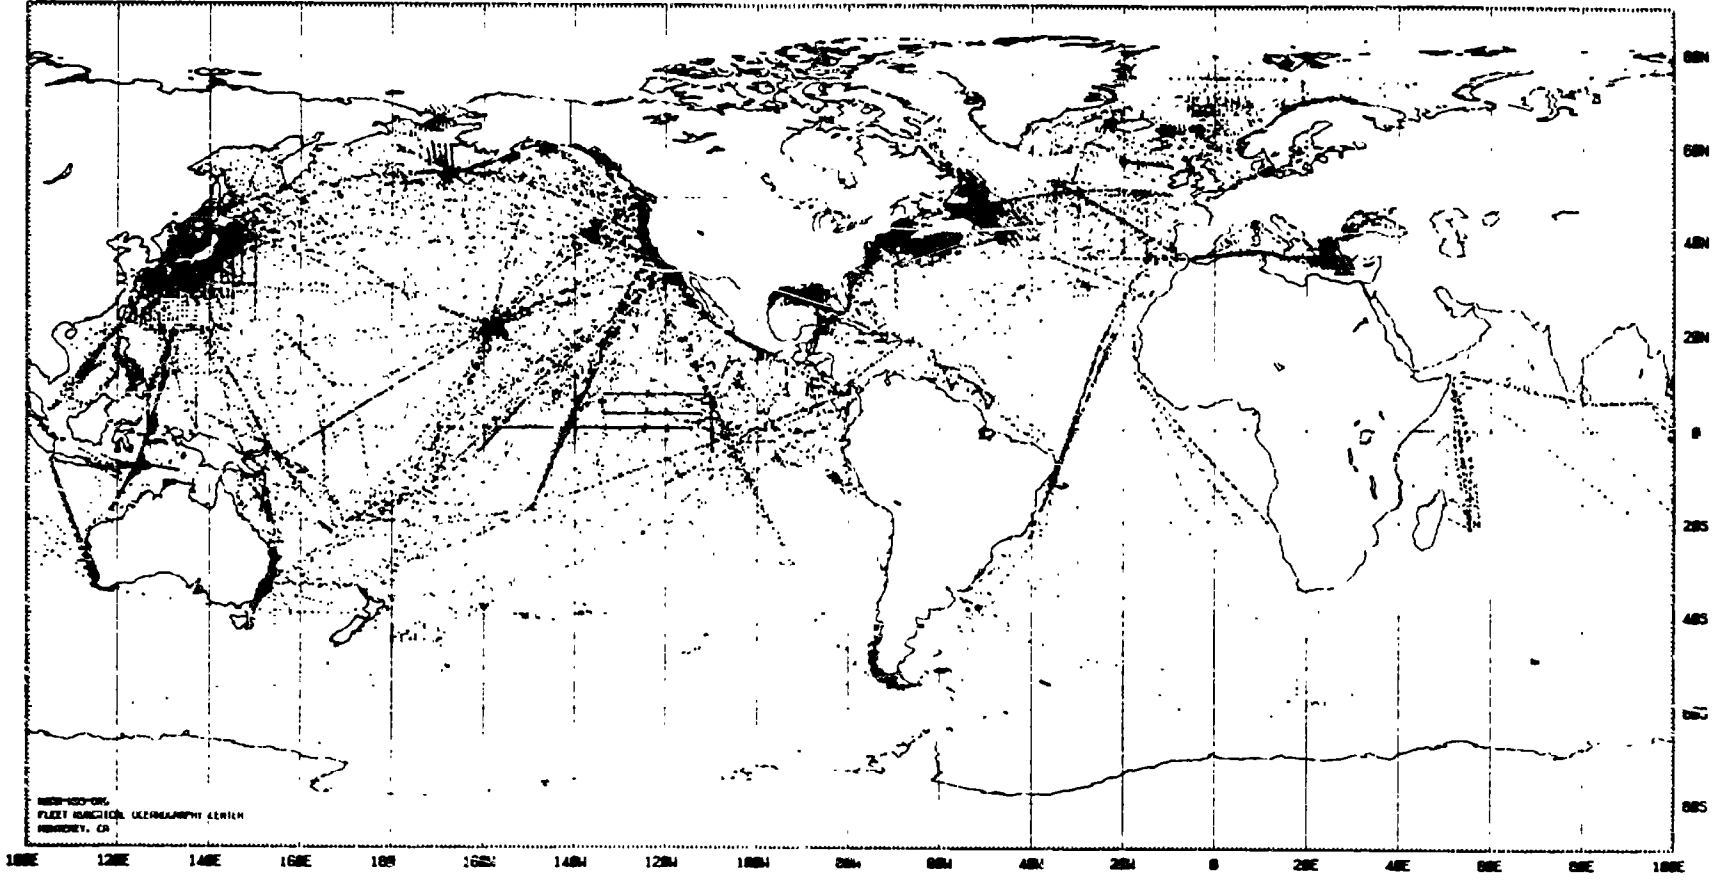 80N
60N
40N
20N
0
20S
40S
60S
80S
FLEET NUMERICAL OCEANOGRAPHY CENTER
MONTEREY, CA
100E 120E 140E 160E 180 160W 140W 120W 100W 80W 60W 40W 20W 0 20E 40E 60E 80E 100E